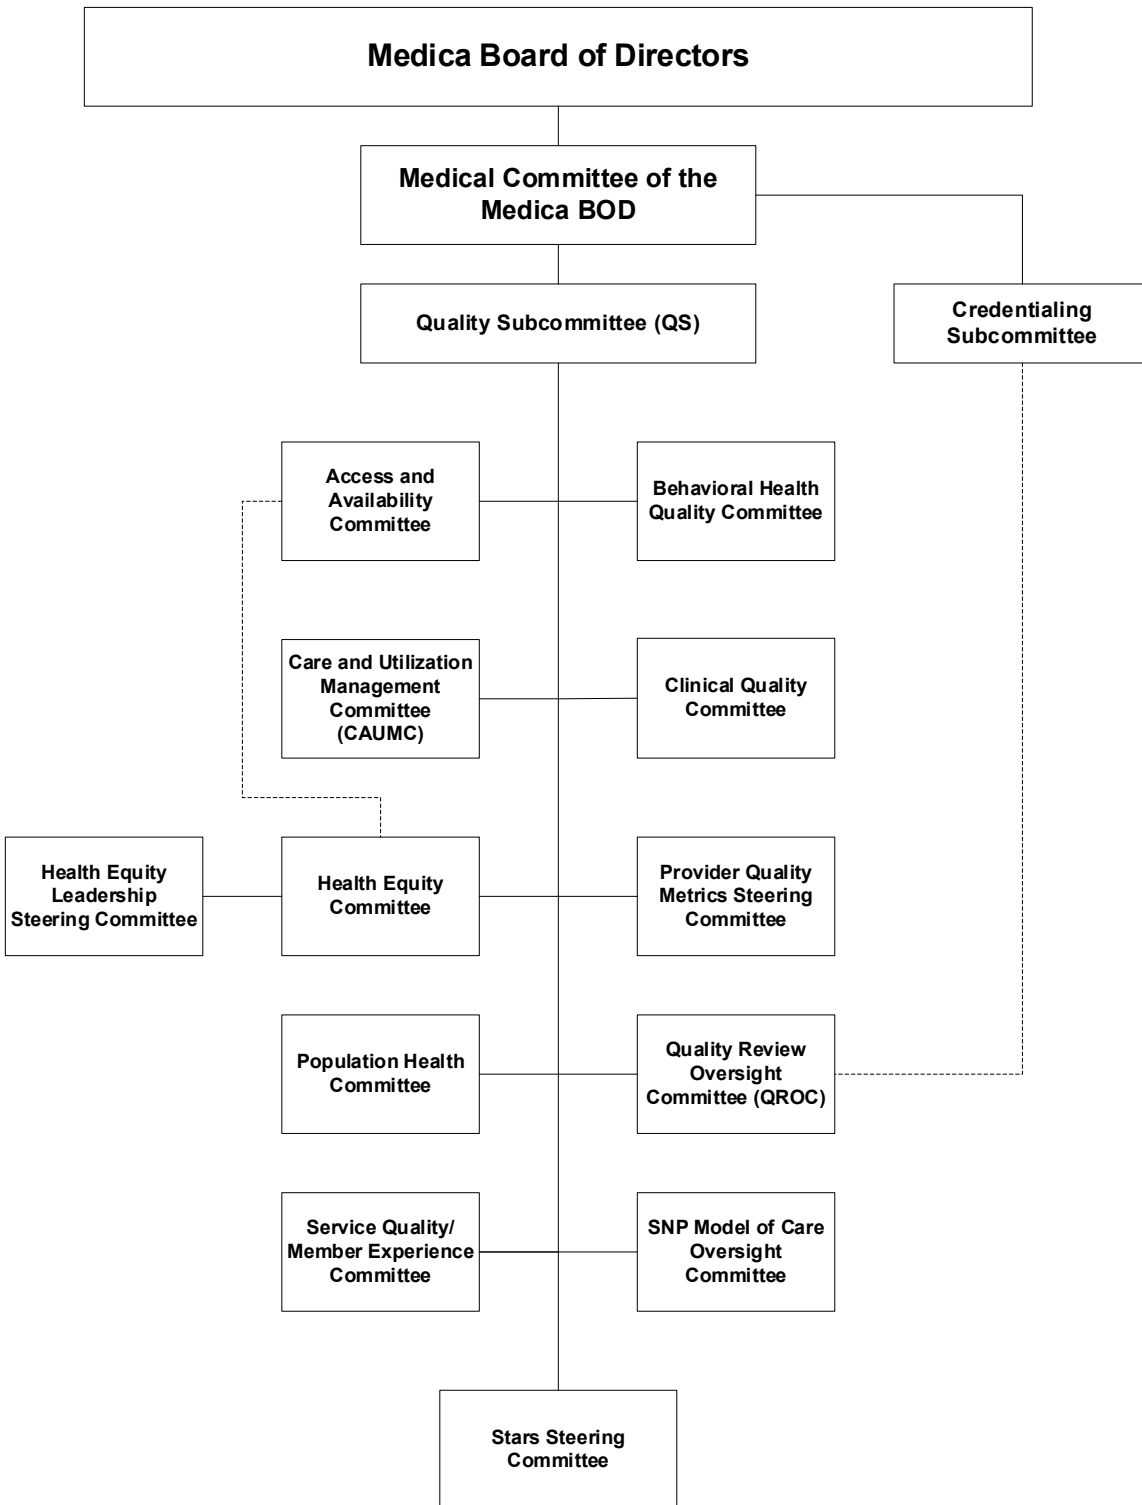 Medica Board of Directors
Medical Committee of the
Medica BOD
Quality Subcommittee (QS)
Credentialing
Subcommittee
Access and
Availability
Committee
Behavioral Health
Quality Committee
Care and Utilization
Management
Committee
(CAUMC)
Clinical Quality
Committee
Health Equity
Leadership
Steering Committee
Health Equity
Committee
Provider Quality
Metrics Steering
Committee
Population Health
Committee
Quality Review
Oversight
Committee (QROC)
Service Quality/
Member Experience
Committee
SNP Model of Care
Oversight
Committee
Stars Steering
Committee